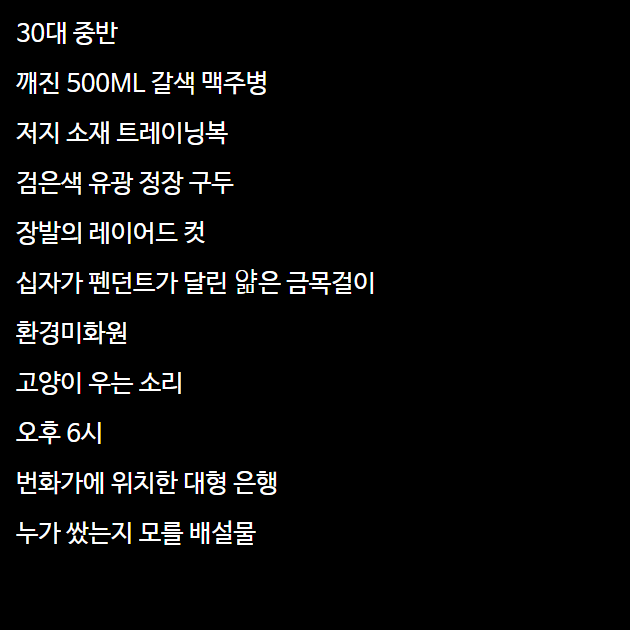 30대 중반
깨진 500ML 갈색 맥주병
저지 소재 트레이닝복
검은색 유광 정장 구두
장발의 레이어드 컷
십자가 펜던트가 달린 얇은 금목걸이
환경미화원
고양이 우는 소리
오후 6시
번화가에 위치한 대형 은행
누가 쌌는지 모를 배설물